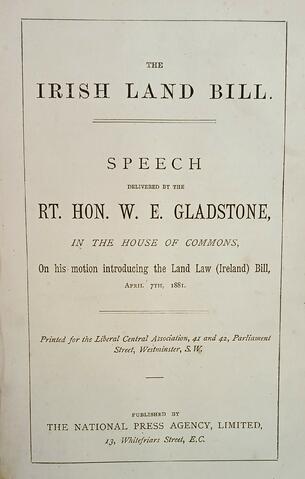 THE
IRISH LAND BILL.
SPEECH
DELIVERED BY THE
RT. HON. W. E. GLADSTONE,
IN THE HOUSE OF COMMONS,
On his motion introducing the Land Law (Ireland) Bill,
APRIL 7TH, 1881.
Printed for the Liberal Central Association, 41 and 42, Parliament
Street, Westminster, S.W.
PUBLISHED BY
THE NATIONAL PRESS AGENCY, LIMITED,
13, Whitefriars Street, E.C.